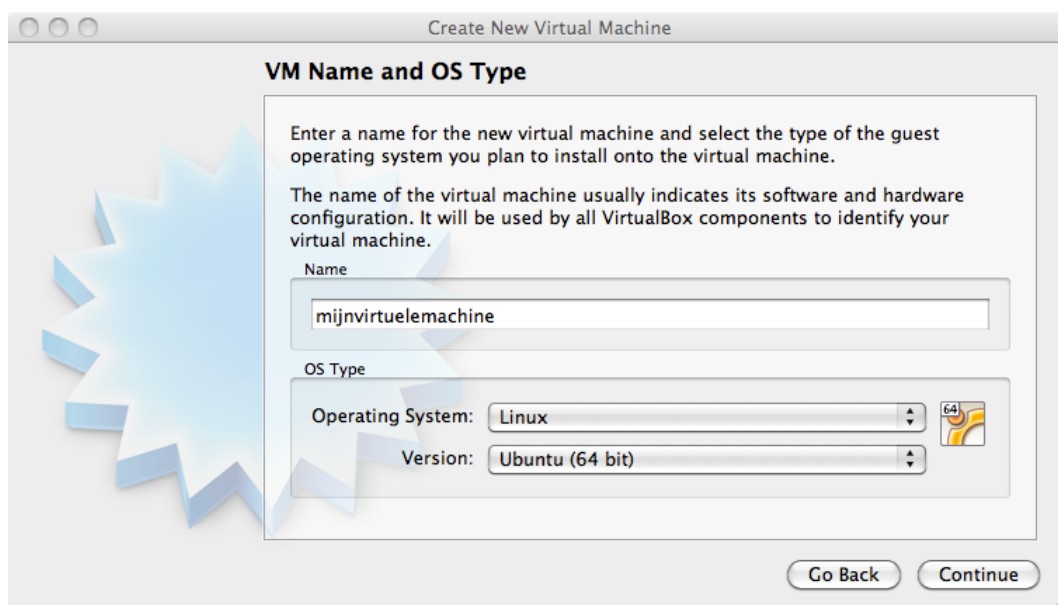 Create New Virtual Machine
VM Name and OS Type
Enter a name for the new virtual machine and select the type of the guest
operating system you plan to install onto the virtual machine.
The name of the virtual machine usually indicates its software and hardware
configuration. It will be used by all VirtualBox components to identify your
virtual machine.
Name
mijnvirtuelemachine
OS Type
Operating System: Linux
64
Version: Ubuntu (64 bit)
Go Back Continue